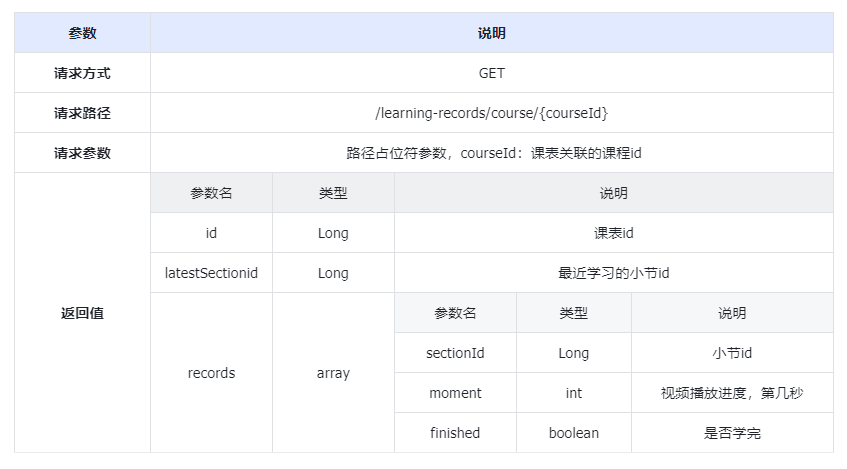 参数 说明
请求方式 GET
请求路径 /learning-records/course/{courseId}
请求参数 路径占位符参数，courseId：课表关联的课程id
返回值
参数名 类型 说明
id Long 课表id
latestSectionid Long 最近学习的小节id
records array
参数名 类型 说明
sectionId Long 小节id
moment int 视频播放进度，第几秒
finished boolean 是否学完